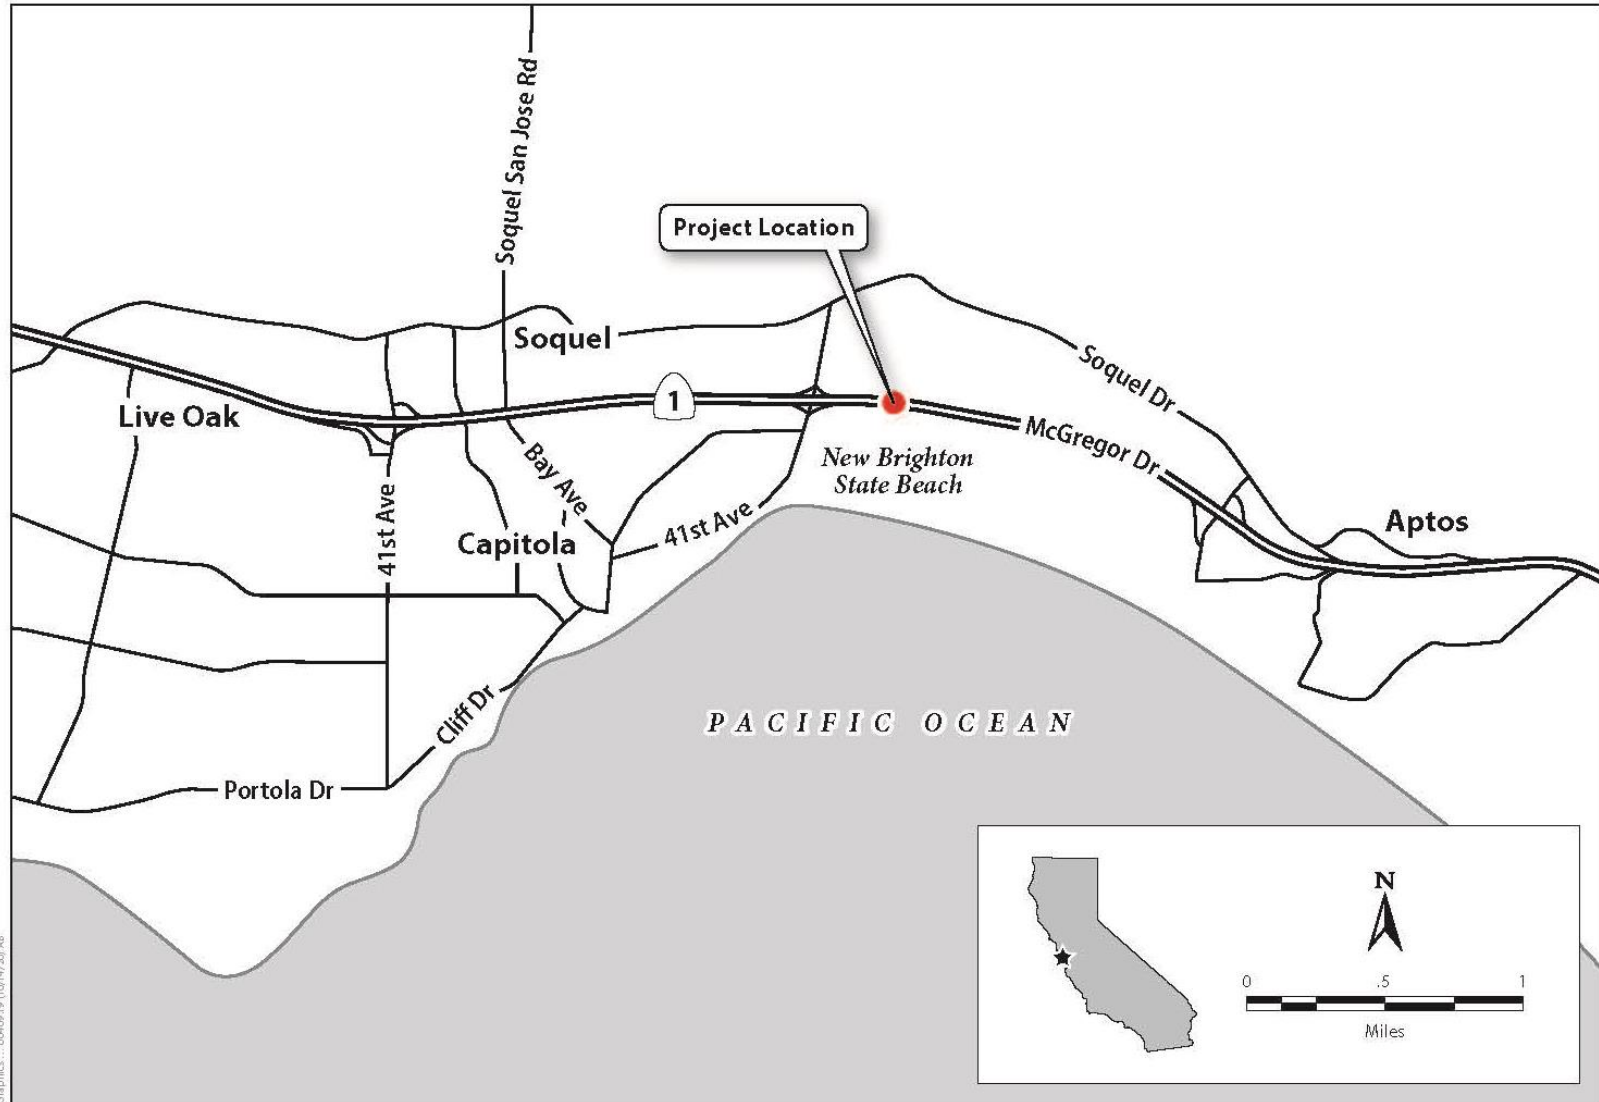 Soquel San Jose Rd
Project Location
Soquel
1
Live Oak
Soquel Dr
McGregor Dr
New Brighton
State Beach
Bay Ave
41st Ave
41st Ave
Capitola
Aptos
Cliff Dr
Portola Dr
PACIFIC OCEAN
N
0 .5 1
Miles